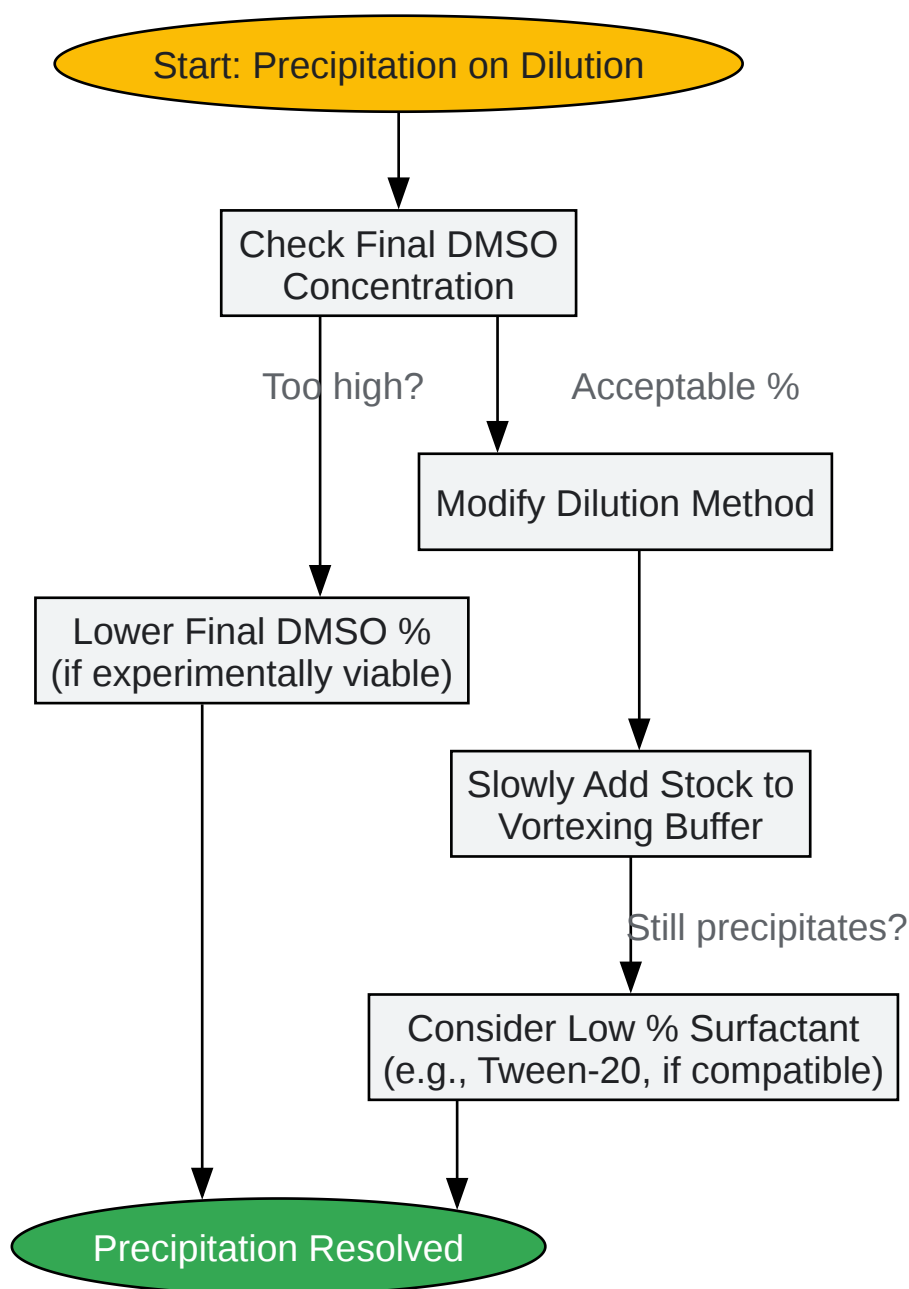 Start: Precipitation on Dilution
Check Final DMSO
Concentration
Too high?
Acceptable %
Modify Dilution Method
Lower Final DMSO %
(if experimentally viable)
Slowly Add Stock to
Vortexing Buffer
Still precipitates?
Consider Low % Surfactant
(e.g., Tween-20, if compatible)
Precipitation Resolved